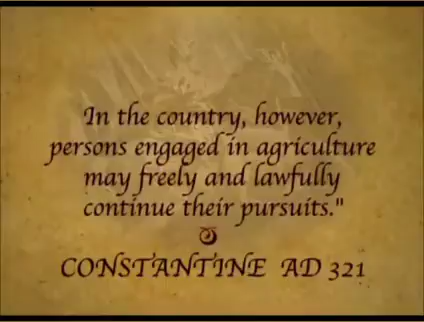 In the country, however,
persons engaged in agriculture
may freely and lawfully
continue their pursuits."
CONSTANTINE AD 321